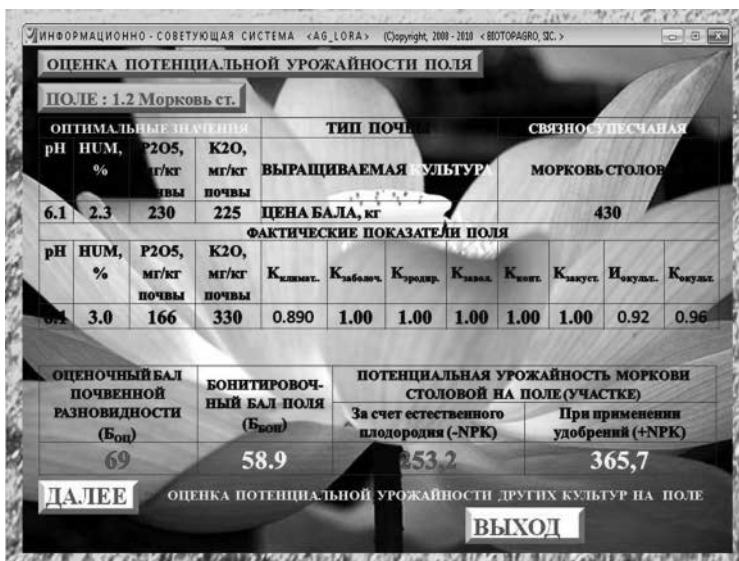 ИНФОРМАЦИОННО - СОВЕТУЮЩАЯ СИСТЕМА <AG_LORA> (C)opyright, 2008 - 2010 <BIOTOPAGRO, SIC. >
ОЦЕНКА ПОТЕНЦИАЛЬНОЙ УРОЖАЙНОСТИ ПОЛЯ
ПОЛЕ : 1.2 Морковь ст.
ОПТИМАЛЬНЫЕ ЗНАЧЕНИЯ ТИП ПОЧВЫ СВЯЗНОСУПЕСЧАНАЯ
pH HUM, % P2O5, мг/кг почвы K2O, мг/кг почвы ВЫРАЩИВАЕМАЯ КУЛЬТУРА МОРКОВЬ СТОЛОВ
6.1 2.3 230 225 ЦЕНА БАЛА, кг 430
ФАКТИЧЕСКИЕ ПОКАЗАТЕЛИ ПОЛЯ
pH HUM, % P2O5, мг/кг почвы K2O, мг/кг почвы Kклимат.. Kзаболоч. Kэродир. Kзавал. Kконт. Kзакуст. Иокульт.. Kокульт.
3.0 166 330 0.890 1.00 1.00 1.00 1.00 1.00 0.92 0.96
ОЦЕНОЧНЫЙ БАЛ ПОЧВЕННОЙ РАЗНОВИДНОСТИ (Боц)
БОНИТИРОВОЧ-
НЫЙ БАЛ ПОЛЯ
(Ббон)
ПОТЕНЦИАЛЬНАЯ УРОЖАЙНОСТЬ МОРКОВИ
СТОЛОВОЙ НА ПОЛЕ (УЧАСТКЕ)
За счет естественного
плодородия (-NPK)
При применении
удобрений (+NPK)
69 58.9 253,2 365,7
ДАЛЕЕ ОЦЕНКА ПОТЕНЦИАЛЬНОЙ УРОЖАЙНОСТИ ДРУГИХ КУЛЬТУР НА ПОЛЕ
ВЫХОД